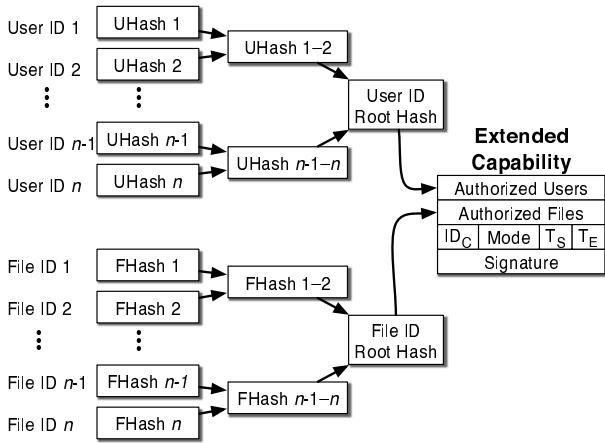 User ID 1
UHash 1
User ID 2
UHash 2
UHash 1–2
User ID n-1
UHash n-1
User ID n
UHash n
UHash n-1–n
User ID
Root Hash
Extended
Capability
Authorized Users
Authorized Files
IDC Mode TS TE
Signature
File ID 1
FHash 1
File ID 2
FHash 2
FHash 1–2
File ID n-1
FHash n-1
File ID n
FHash n
FHash n-1–n
File ID
Root Hash